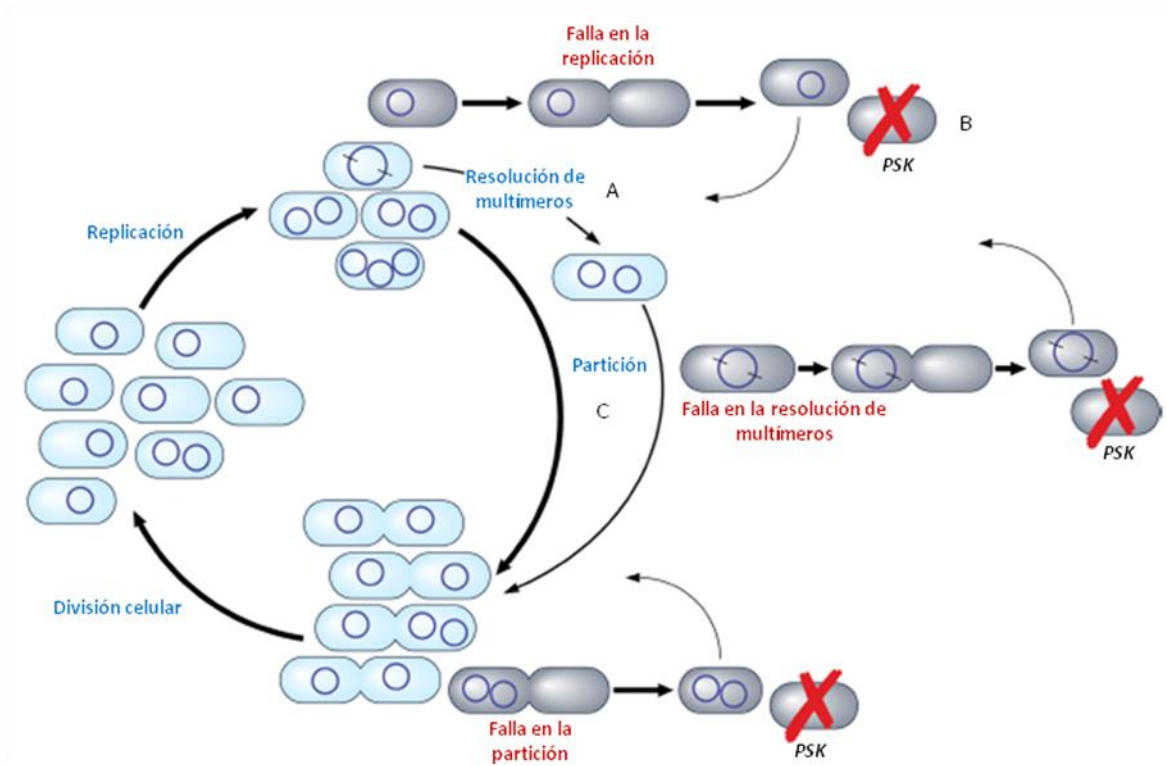 Falla en la
replicación
B
PSK
Resolución de
multímeros
A
Replicación
Partición
C
Falla en la resolución de
multímeros
PSK
División celular
Falla en la
partición
PSK